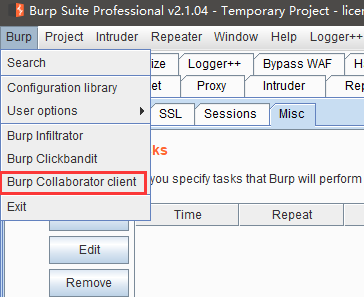 Burp Suite Professional v2.1.04 - Temporary Project - lice
Burp Project Intruder Repeater Window Help Logger++
Search
Configuration library
User options
Burp Infiltrator
Burp Clickbandit
Burp Collaborator client
Exit
ize Logger++ Bypass WAF
et Proxy Intruder
SSL Sessions Misc
ks
you specify tasks that Burp will perform
Time Repeat
Edit
Remove